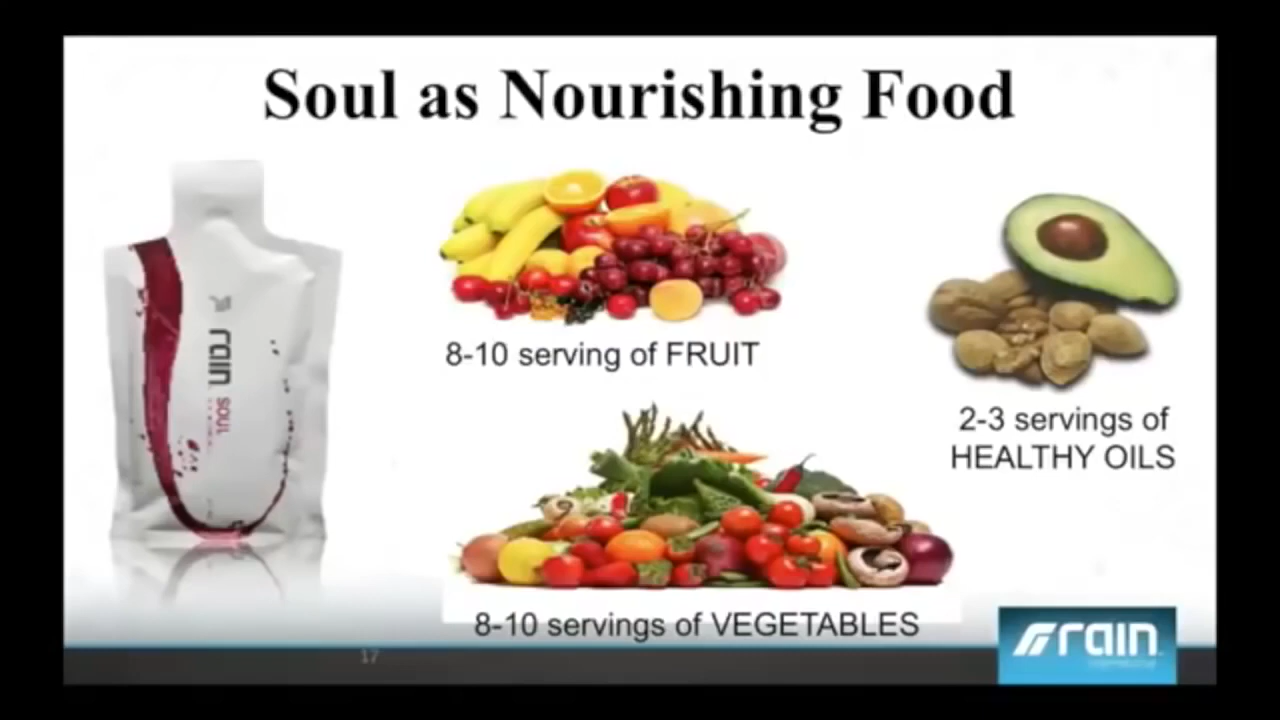 Soul as Nourishing Food
rain SOUL
8-10 serving of FRUIT
2-3 servings of
HEALTHY OILS
8-10 servings of VEGETABLES
17
rain